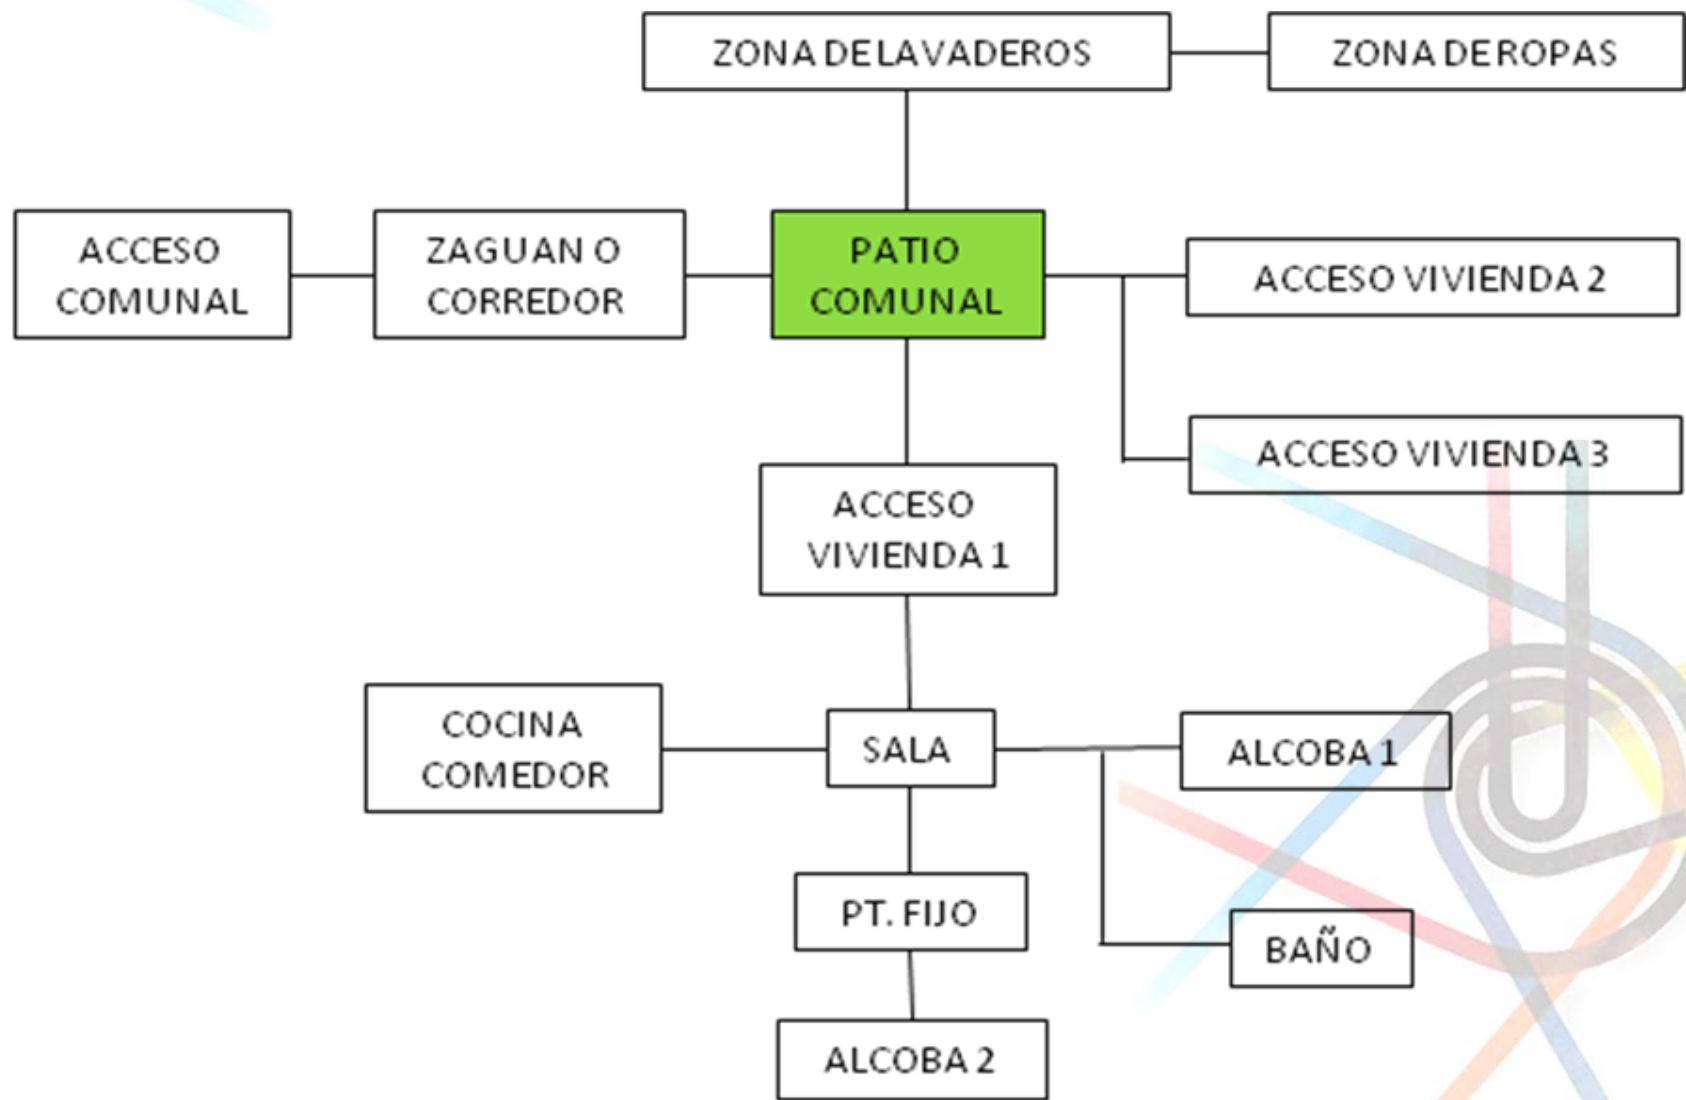 ZONA DE LAVADEROS
ZONA DE ROPAS
ACCESO
COMUNAL
ZAGUAN O
CORREDOR
PATIO
COMUNAL
ACCESO VIVIENDA 2
ACCESO VIVIENDA 3
ACCESO
VIVIENDA 1
COCINA
COMEDOR
SALA
ALCOBA 1
PT. FIJO
BAÑO
ALCOBA 2